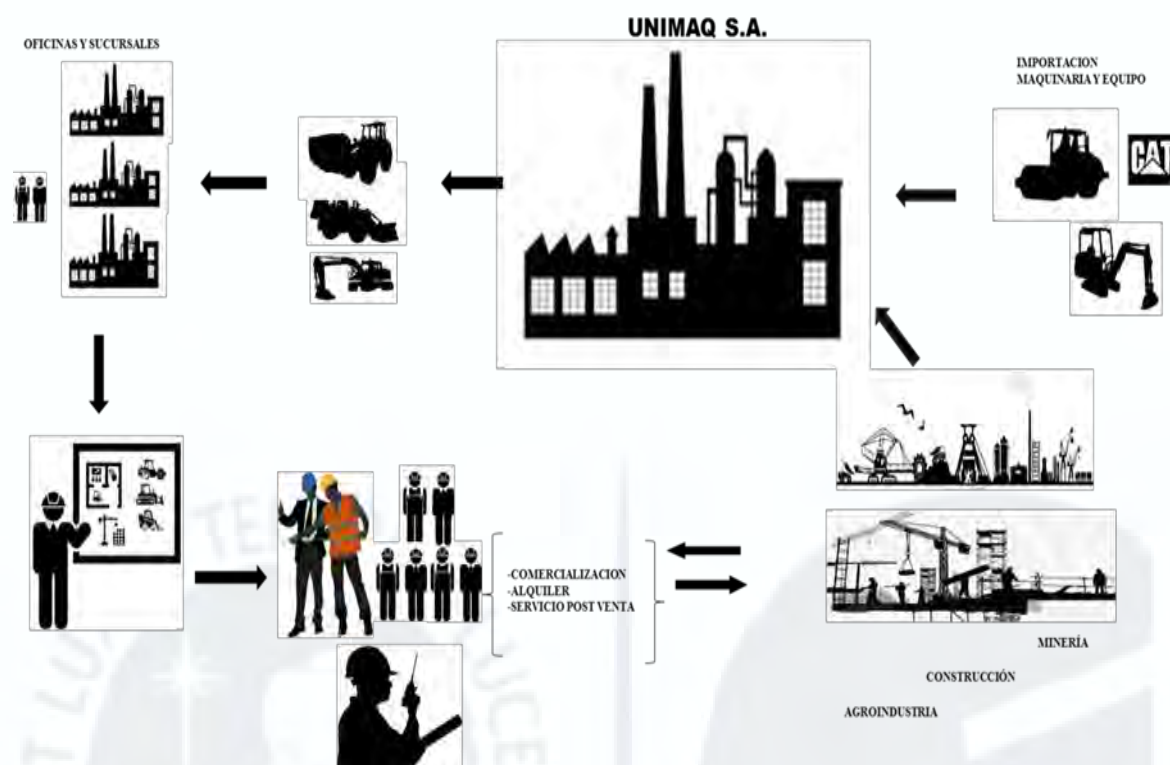 UNIMAQ S.A.
OFICINAS Y SUCURSALES
IMPORTACION
MAQUINARIA Y EQUIPO
CAT
-COMERCIALIZACION
-ALQUILER
-SERVICIO POST VENTA
MINERÍA
CONSTRUCCIÓN
AGROINDUSTRIA